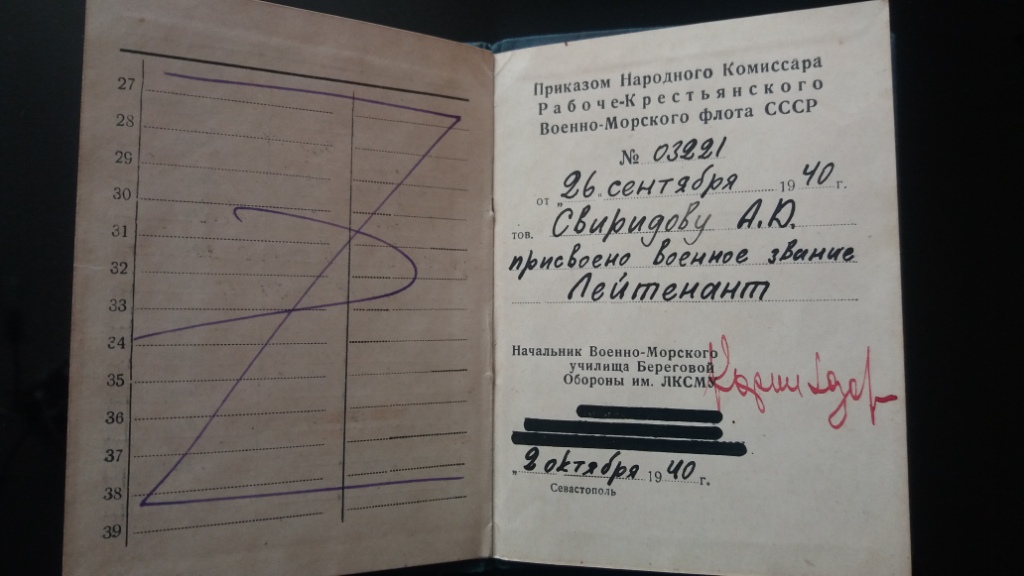 27
28
29
30
31
32
33
34
35
36
37
38
39
Приказом Народного Комиссара
Рабоче-Крестьянского
Военно-Морского флота СССР
№ 03221
от „26. сентября 1940 г.
тов. Свиридову А.Д.
присвоено военное звание
Лейтенант
Начальник Военно-Морского
училища Береговой
Обороны им. ЛКСМУ
„2 октября 1940 г.
Севастополь